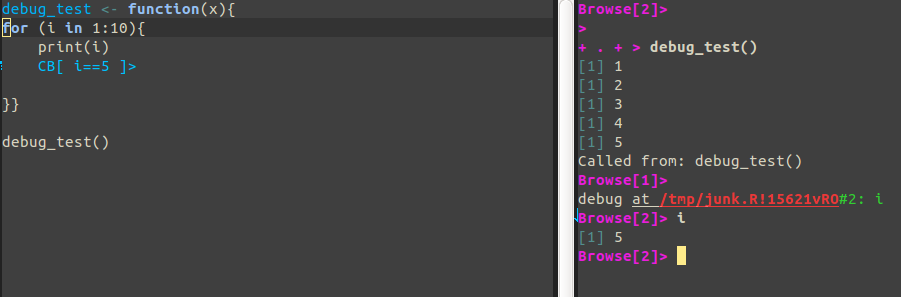 debug_test <- function(x){
for (i in 1:10){
print(i)
CB[ i==5 ]>
}}
debug_test()
Browse[2]>
>
+ . + > debug_test()
[1] 1
[1] 2
[1] 3
[1] 4
[1] 5
Called from: debug_test()
Browse[1]>
debug at /tmp/junk.R!15621vRO#2: i
Browse[2]> i
[1] 5
Browse[2]>